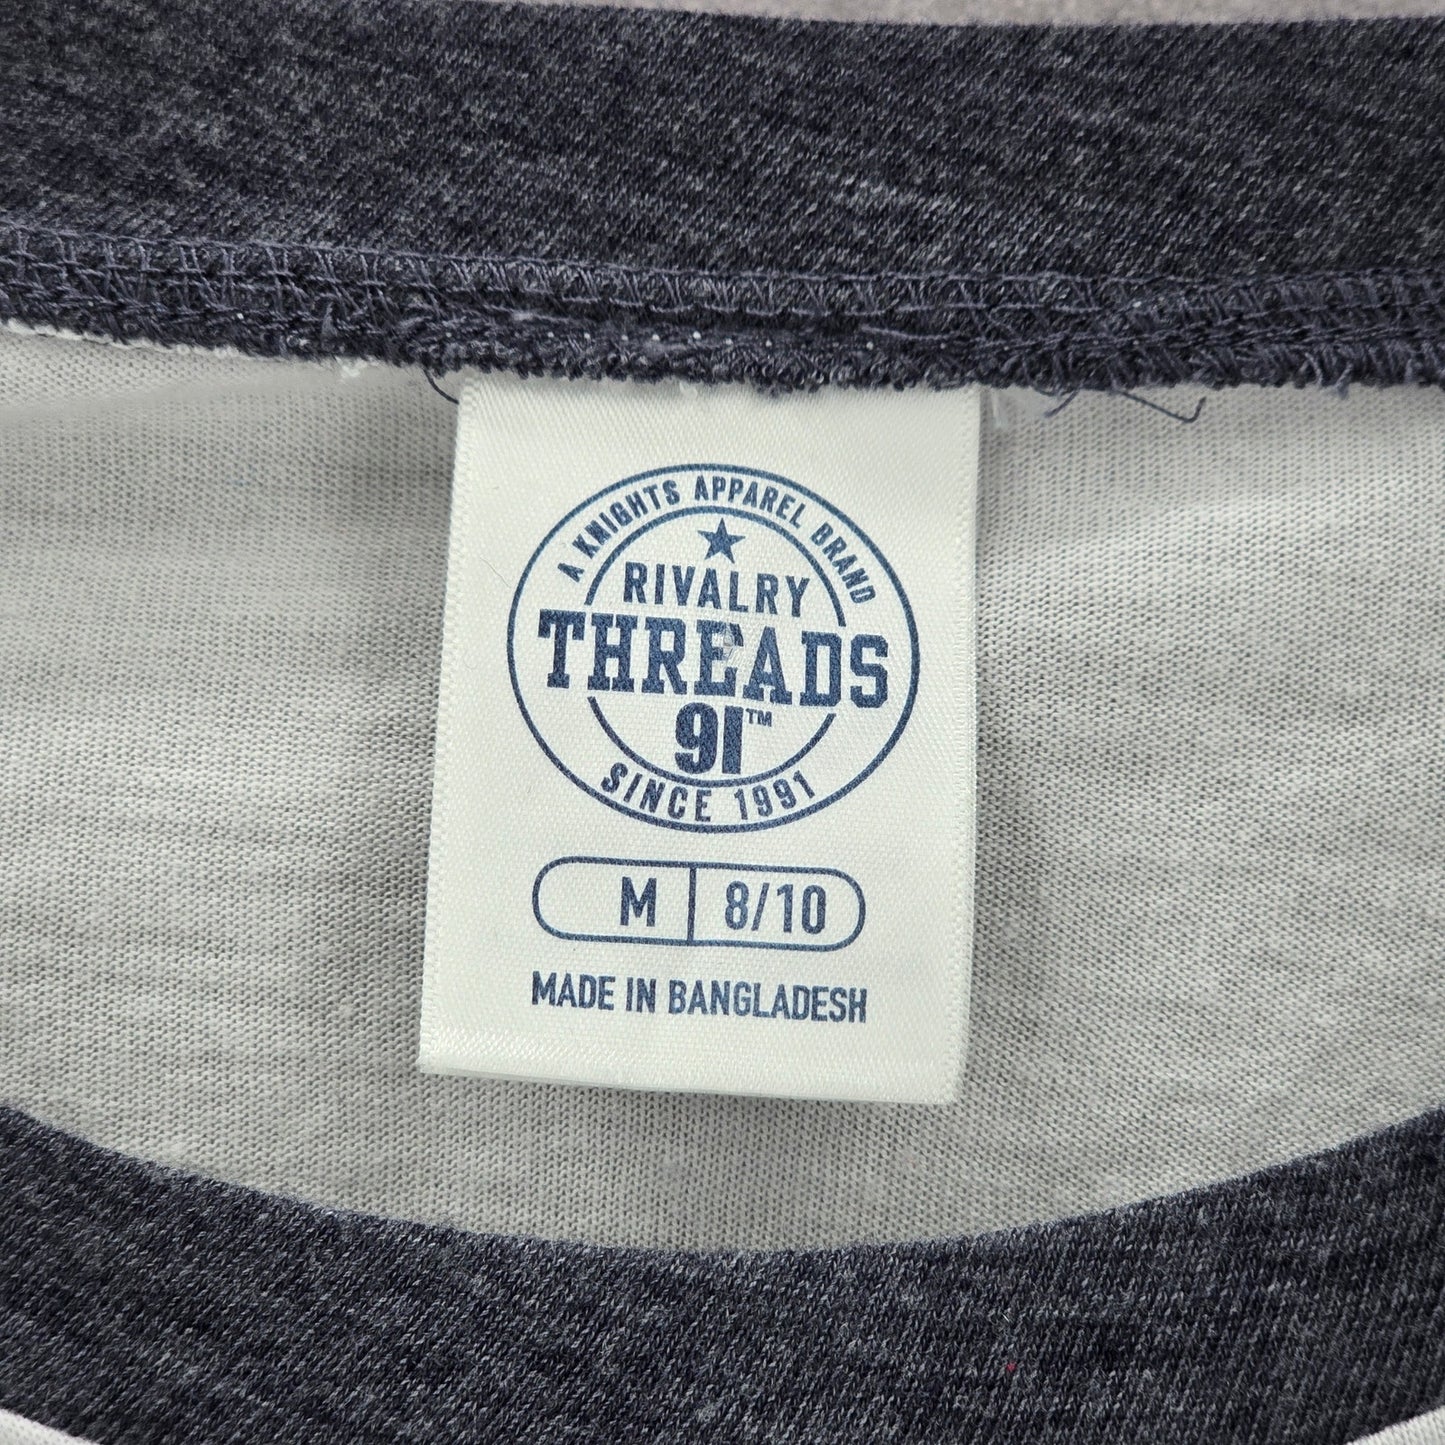 A KNIGHTS APPAREL BRAND
RIVALRY
THREADS
91™
SINCE 1991
M 8/10
MADE IN BANGLADESH